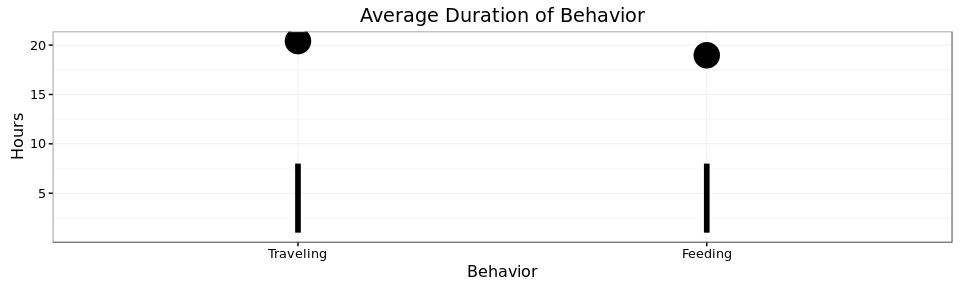 Average Duration of Behavior
Hours
20
15
10
5
Traveling Feeding
Behavior